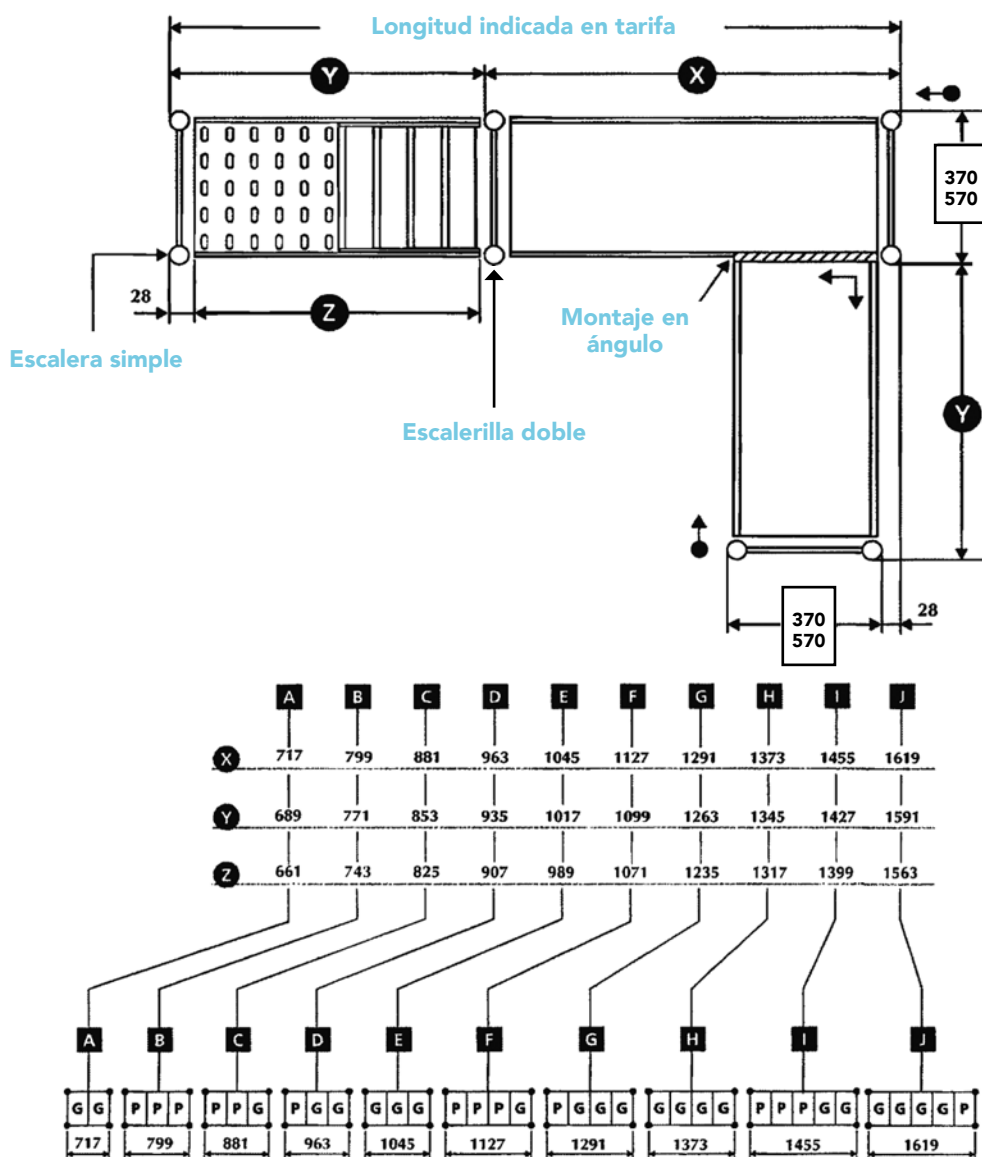 Longitud indicada en tarifa
Y X
370
570
28
Z
Escalera simple
Montaje en
ángulo
Escalerilla doble
Y
370
570
28
A B C D E F G H I J
X 717 799 881 963 1045 1127 1291 1373 1455 1619
Y 689 771 853 935 1017 1099 1263 1345 1427 1591
Z 661 743 825 907 989 1071 1235 1317 1399 1563
A B C D E F G H I J
G G P P P P P G P G G G G G P P P G P G G G G G G G P P P G G G G G G P
717 799 881 963 1045 1127 1291 1373 1455 1619